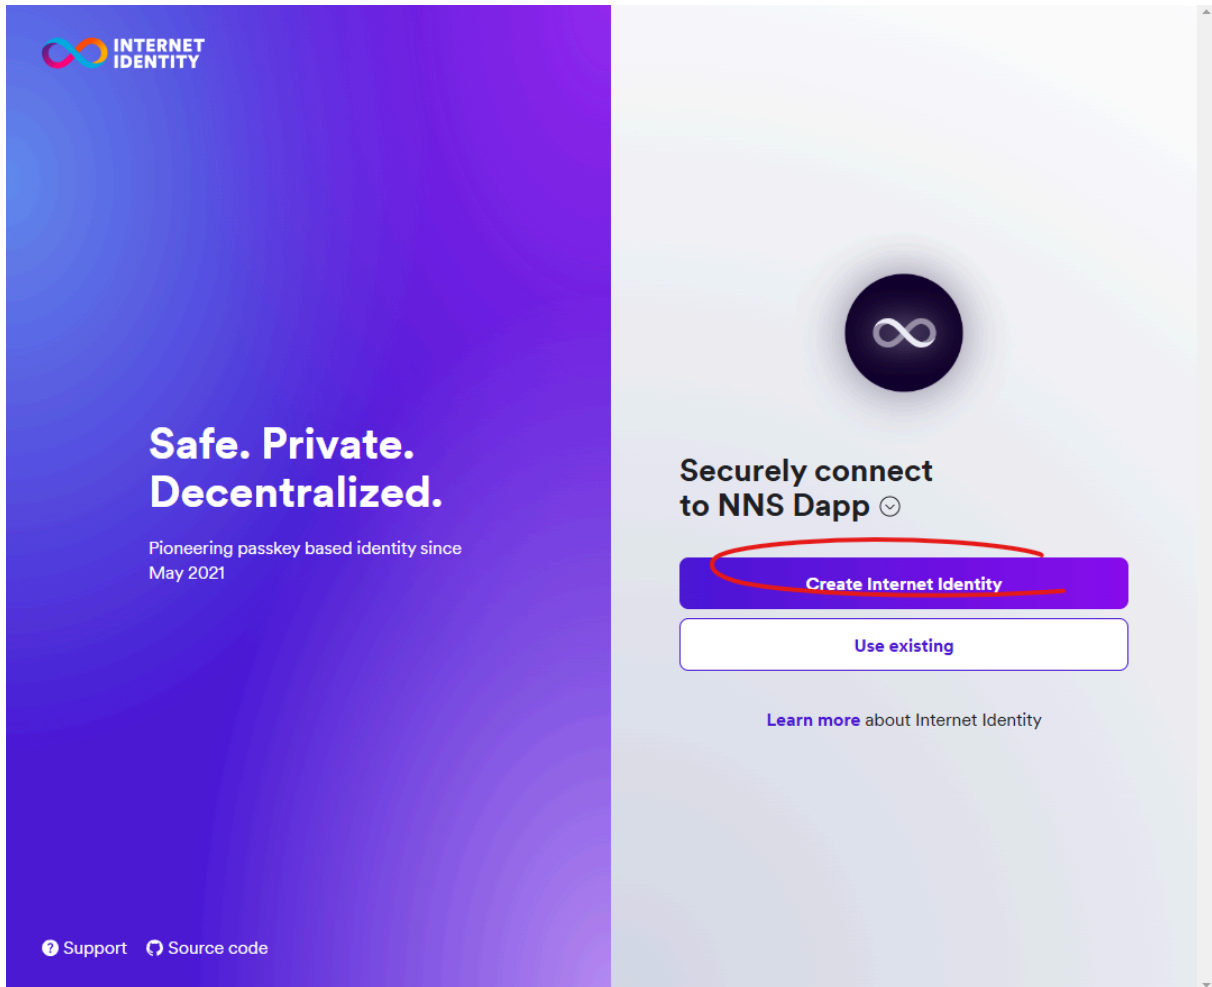 INTERNET
IDENTITY
Safe. Private.
Decentralized.
Pioneering passkey based identity since
May 2021
Support
Source code
Securely connect
to NNS Dapp
Create Internet Identity
Use existing
Learn more about Internet Identity